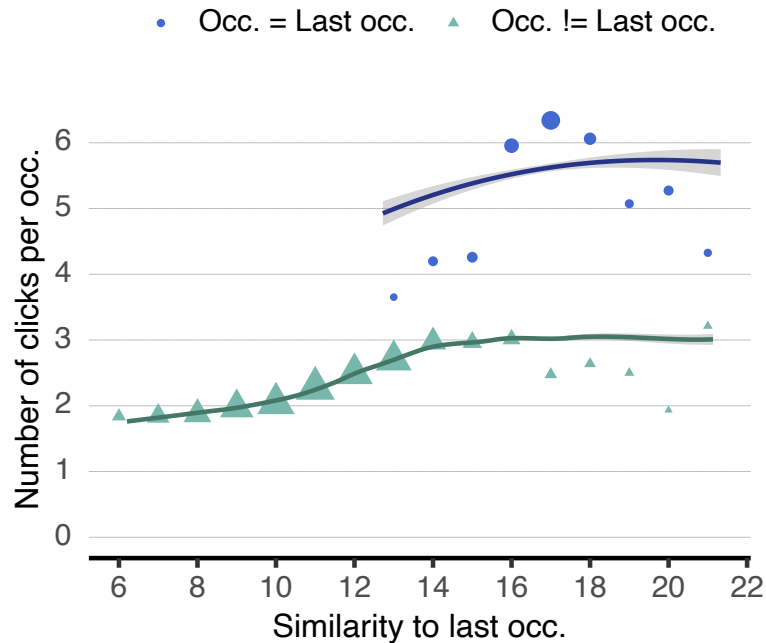 Occ. = Last occ. Occ. != Last occ.
Number of clicks per occ.
6
5
4
3
2
1
0
6 8 10 12 14 16 18 20 22
Similarity to last occ.